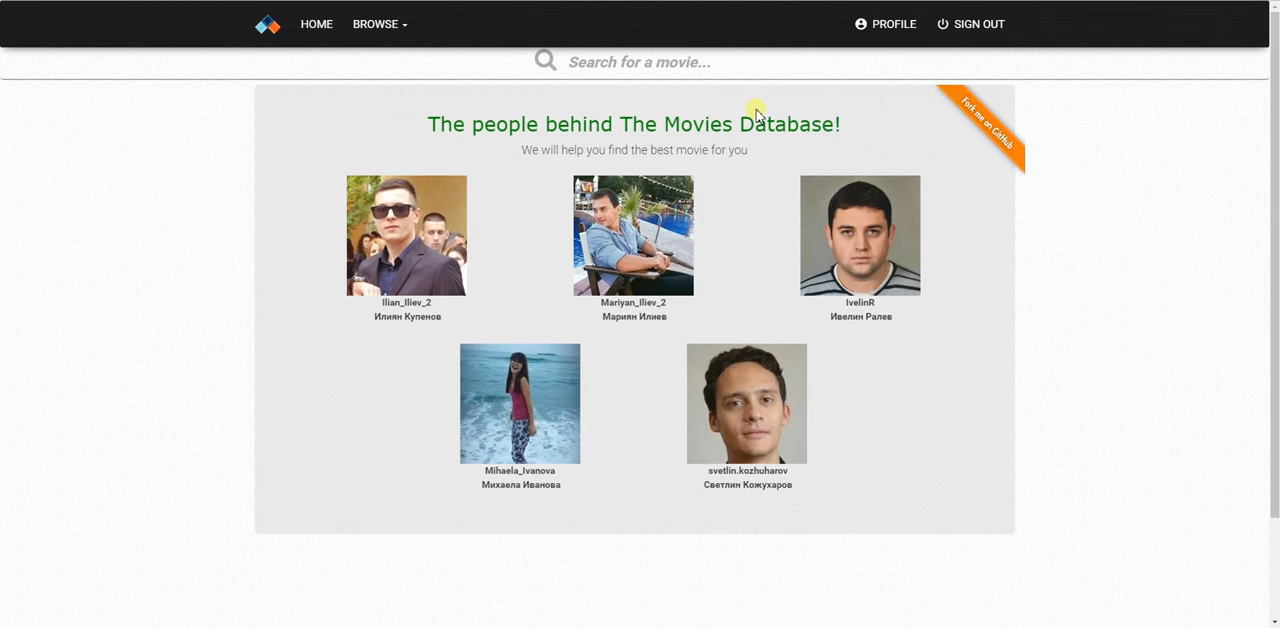 HOME
BROWSE
PROFILE
SIGN OUT
Search for a movie...
Fork me on GitHub
The people behind The Movies Database!
We will help you find the best movie for you
Ilian_Iliev_2
Илиян Купенов
Mariyan_Iliev_2
Мариян Илиев
IvelinR
Ивелин Ралев
Mihaela_Ivanova
Михаела Иванова
svetlin.kozhuharov
Светлин Кожухаров